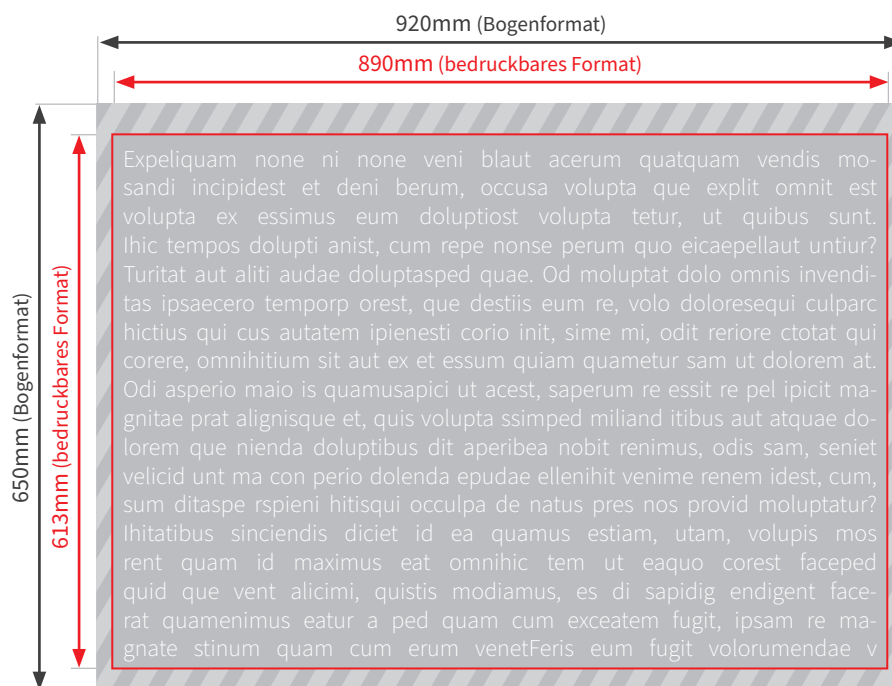 920mm (Bogenformat)
890mm (bedruckbares Format)
650mm (Bogenformat)
613mm (bedruckbares Format)
Expeliquam none ni none veni blaut acerum quatquam vendis mo-
sandi incipidest et deni berum, occusa volupta que explit omnit est
volupta ex essimus eum doluptiost volupta tetur, ut quibus sunt.
Ihic tempos dolupti anist, cum repe nonse perum quo eicaepellaut untiur?
Turitat aut aliti audae doluptasped quae. Od moluptat dolo omnis invendi-
tas ipsaecero temporp orest, que destiis eum re, volo doloresequi culparc
hictius qui cus autatem ipienesti corio init, sime mi, odit reriore ctotat qui
corere, omnihitium sit aut ex et essum quiam quametur sam ut dolorem at.
Odi asperio maio is quamusapici ut acest, saperum re essit re pel ipicit ma-
gnitae prat alignisque et, quis volupta ssimped miliand itibus aut atquae do-
lorem que nienda doluptibus dit aperibea nobit renimus, odis sam, seniet
velicid unt ma con perio dolenda epudae ellenihit venime renem idest, cum,
sum ditaspe rspieni hitisqui occulpa de natus pres nos provid moluptatur?
Ihitatibus sinciendis diciet id ea quamus estiam, utam, volupis mos
rent quam id maximus eat omnihic tem ut eaquo corest faceped
quid que vent alicimi, quistis modiamus, es di sapidig endigent face-
rat quamenimus eatur a ped quam cum exceatem fugit, ipsam re ma-
gnate stinum quam cum erum venetFeris eum fugit volorumendae v